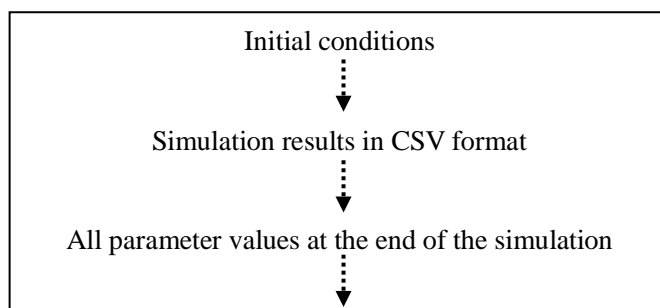 Initial conditions
Simulation results in CSV format
All parameter values at the end of the simulation